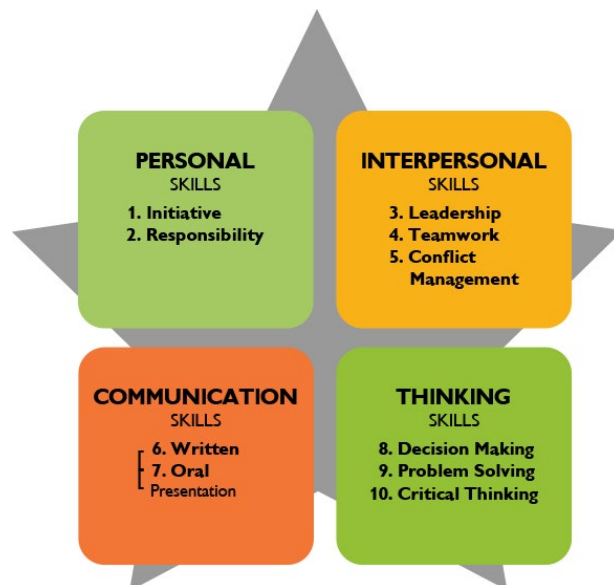 PERSONAL
SKILLS
1. Initiative
2. Responsibility
INTERPERSONAL
SKILLS
3. Leadership
4. Teamwork
5. Conflict
Management
COMMUNICATION
SKILLS
6. Written
7. Oral
Presentation
THINKING
SKILLS
8. Decision Making
9. Problem Solving
10. Critical Thinking